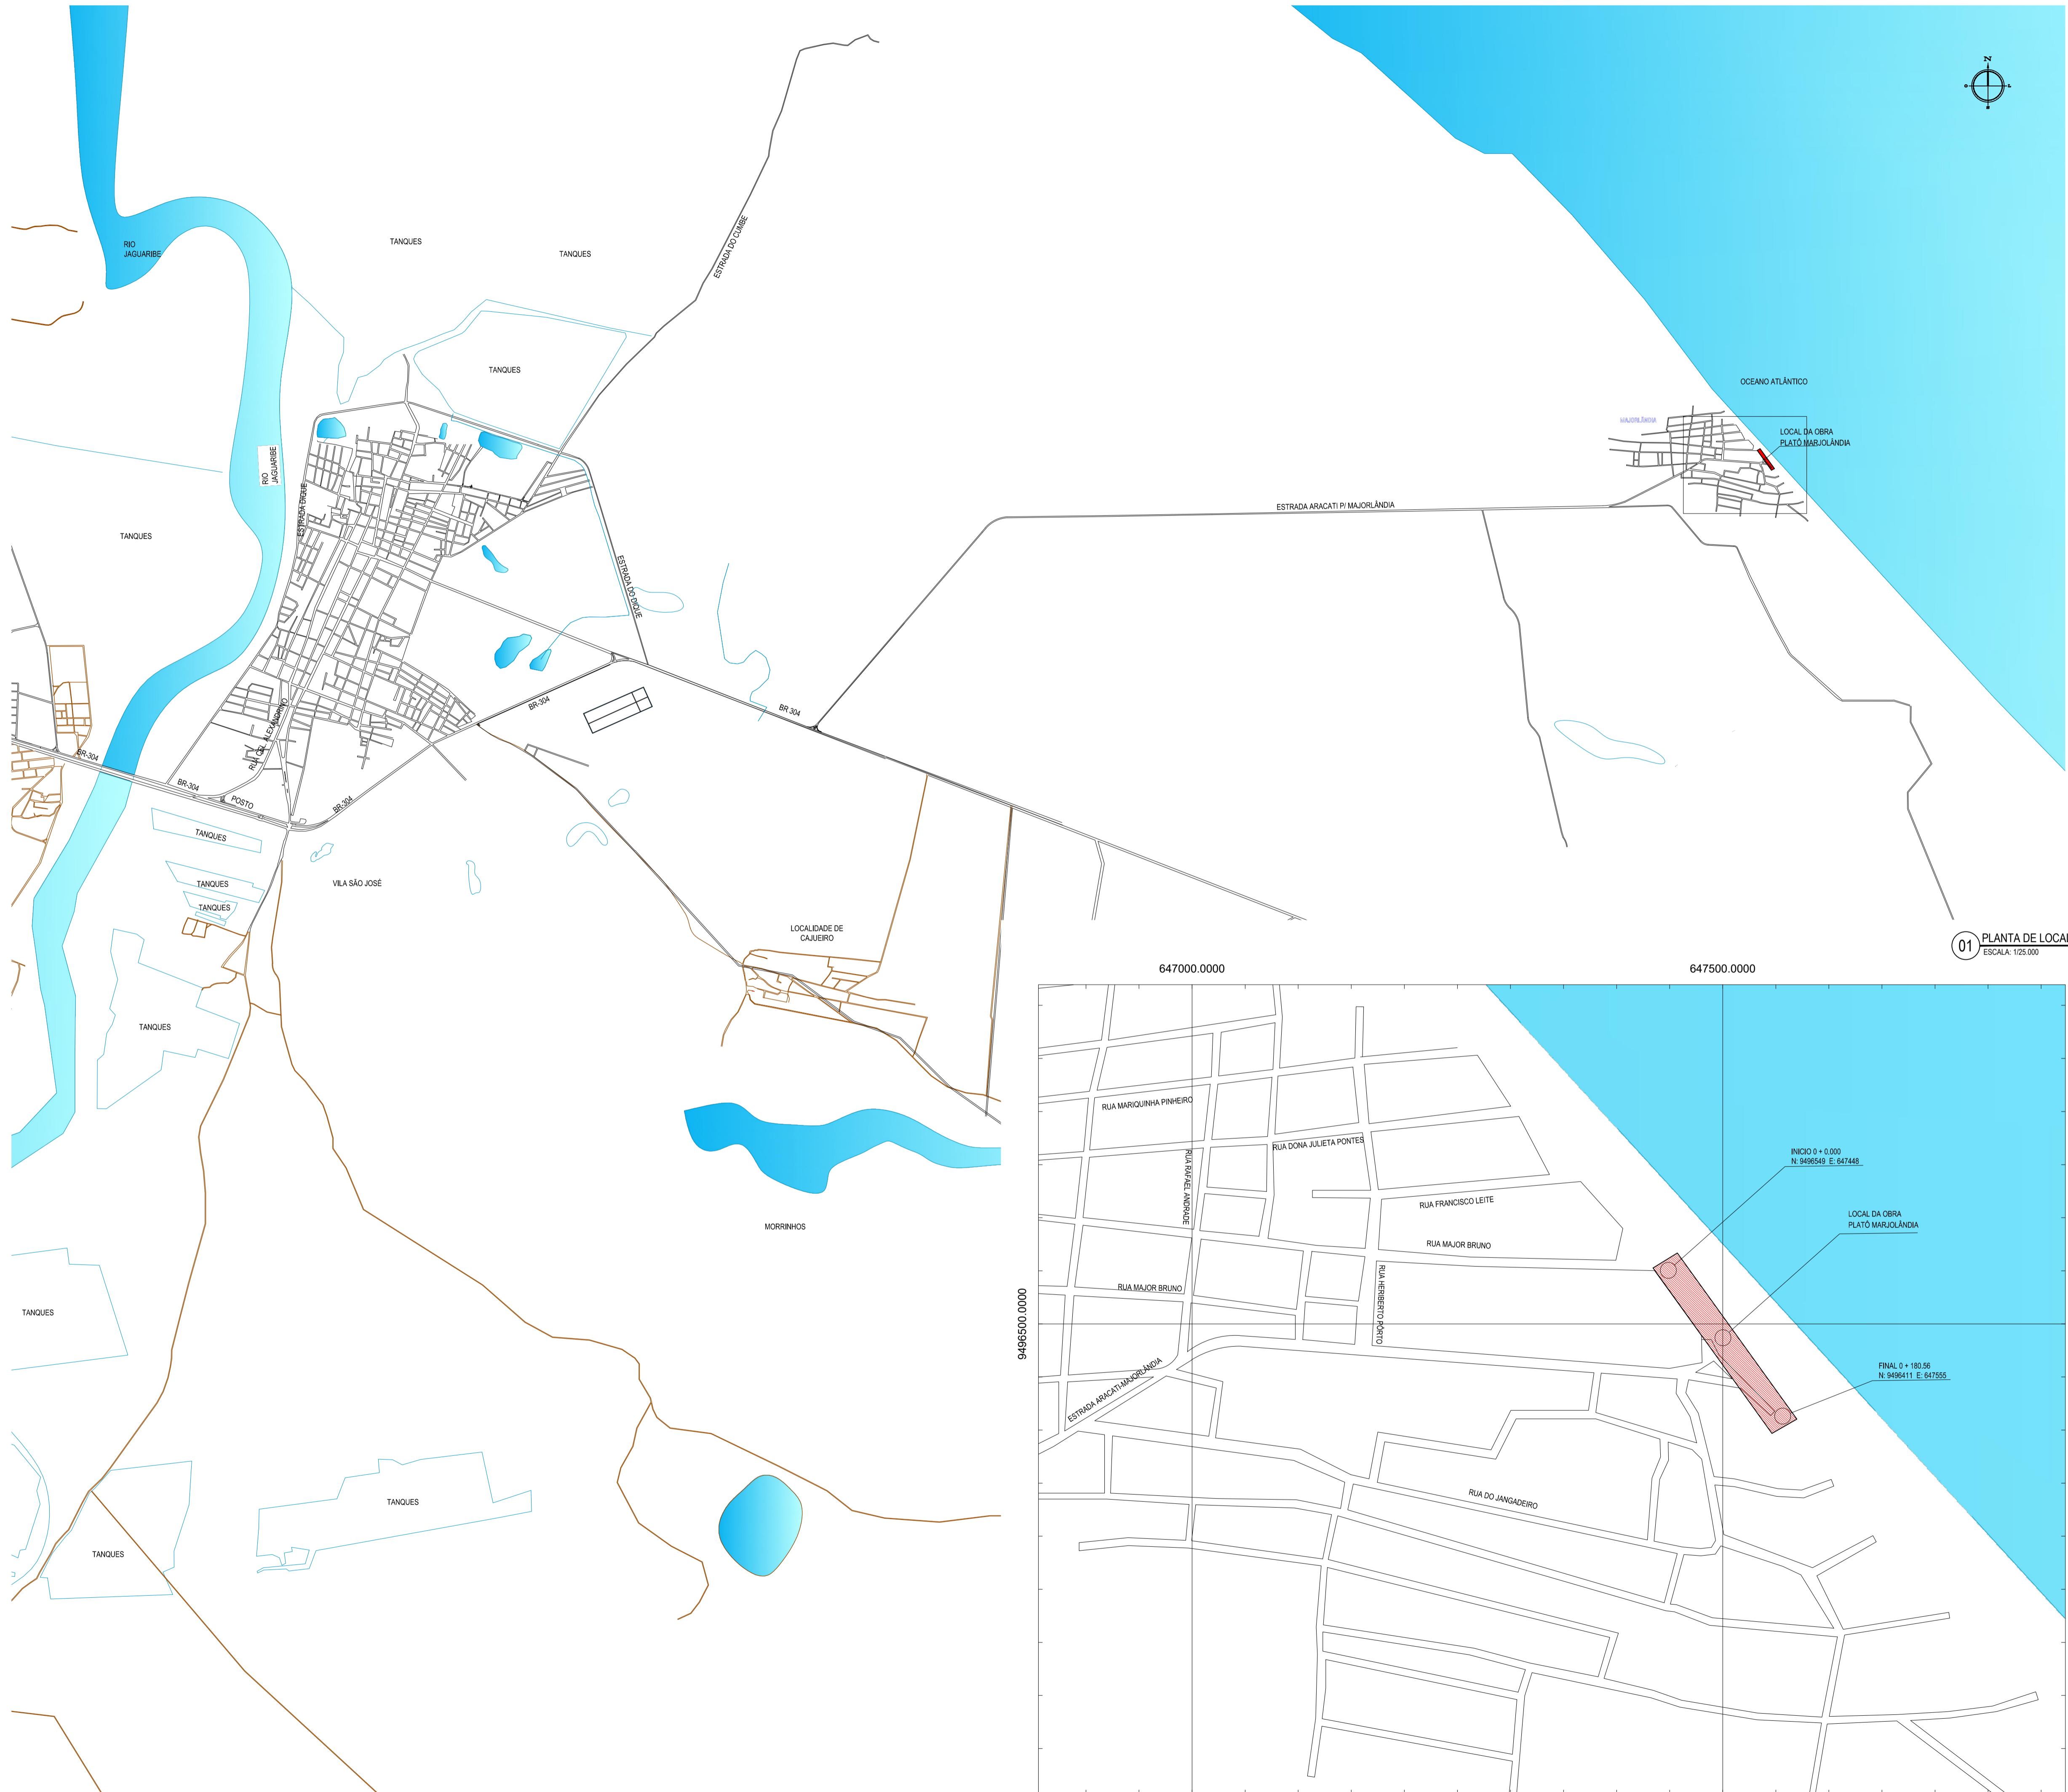 N
O
L
S
RIO
JAGUARIBE
TANQUES
TANQUES
ESTRADA DO CUMBE
TANQUES
OCEANO ATLÂNTICO
MAJORLÂNDIA
LOCAL DA OBRA
PLATÔ MARJOLÂNDIA
RIO
JAGUARIBE
ESTRADA DIQUE
ESTRADA ARACATI P/ MAJORLÂNDIA
TANQUES
ESTRADA DO DIQUE
BR-304
BR 304
RUA CEL. ALEXANDRINO
BR-304
BR-304
POSTO
BR-304
TANQUES
TANQUES
TANQUES
VILA SÃO JOSÉ
LOCALIDADE DE
CAJUEIRO
01
PLANTA DE LOCAL
ESCALA: 1/25.000
TANQUES
MORRINHOS
TANQUES
TANQUES
TANQUES
647000.0000
647500.0000
9496500.0000
RUA MARIQUINHA PINHEIRO
RUA DONA JULIETA PONTES
RUA RAFAEL ANDRADE
INICIO 0 + 0.000
N: 9496549 E: 647448
RUA FRANCISCO LEITE
LOCAL DA OBRA
PLATÔ MARJOLÂNDIA
RUA MAJOR BRUNO
RUA MAJOR BRUNO
RUA HERIBERTO PÔRTO
ESTRADA ARACATI-MAJORLÂNDIA
FINAL 0 + 180.56
N: 9496411 E: 647555
RUA DO JANGADEIRO